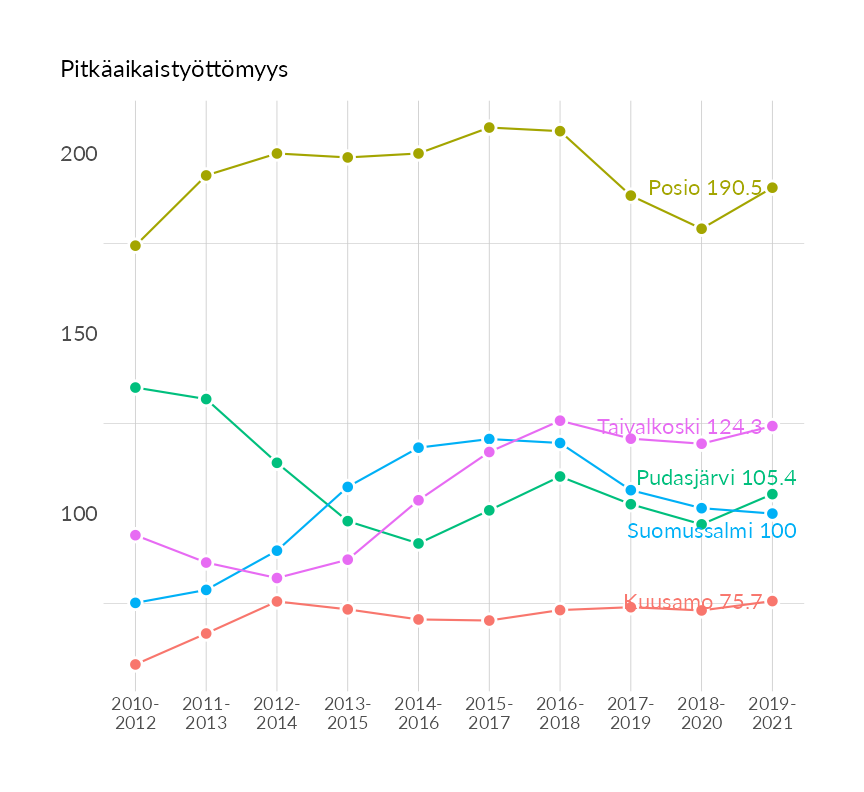 Pitkäaikaistyöttömyys
200
150
100
Posio 190.5
Taivalkoski 124.3
Pudasjärvi 105.4
Suomussalmi 100
Kuusamo 75.7
2010- 2011- 2012- 2013- 2014- 2015- 2016- 2017- 2018- 2019-
2012 2013 2014 2015 2016 2017 2018 2019 2020 2021